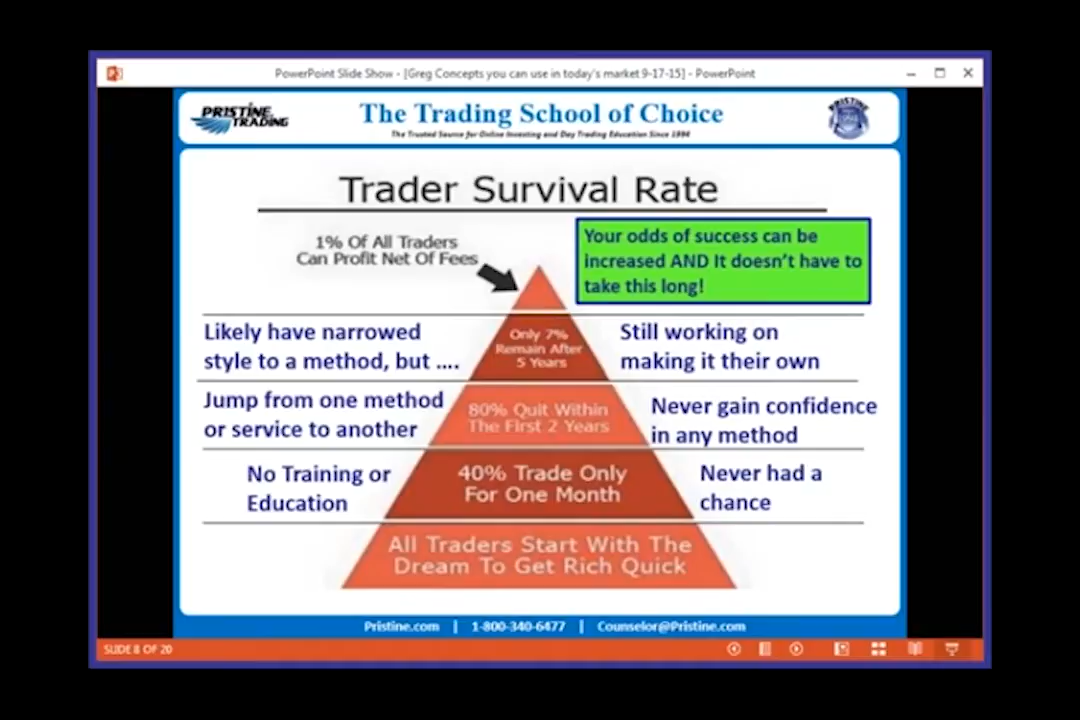 PowerPoint Slide Show - [Greg Concepts you can use in today's market 9-17-15] - PowerPoint
PRISTINE
TRADING
The Trading School of Choice
The Trusted Source for Online Investing and Day Trading Education Since 1994
PRISTINE
Trader Survival Rate
1% Of All Traders
Can Profit Net Of Fees
Your odds of success can be
increased AND It doesn't have to
take this long!
Likely have narrowed
style to a method, but ....
Only 7%
Remain After
5 Years
Still working on
making it their own
Jump from one method
or service to another
80% Quit Within
The First 2 Years
Never gain confidence
in any method
No Training or
Education
40% Trade Only
For One Month
Never had a
chance
All Traders Start With The
Dream To Get Rich Quick
Pristine.com | 1-800-340-6477 | Counselor@Pristine.com
SLIDE 8 OF 20